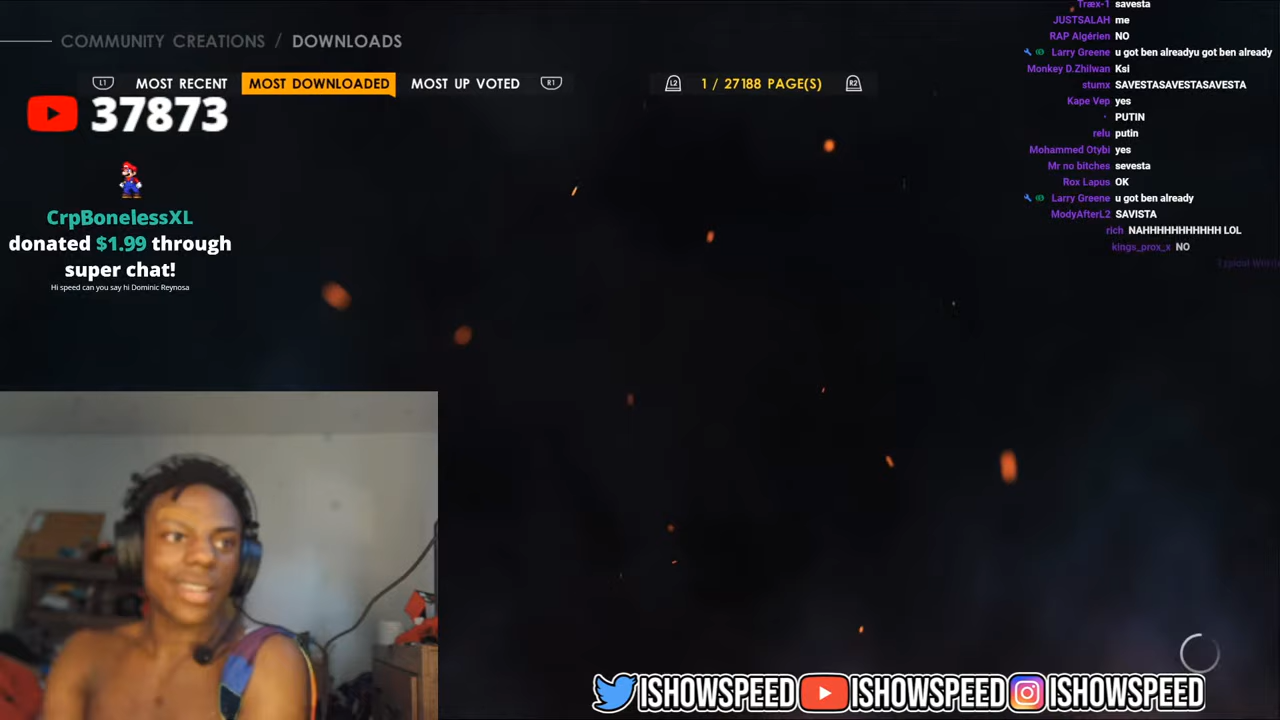 COMMUNITY CREATIONS / DOWNLOADS
L1 MOST RECENT MOST DOWNLOADED MOST UP VOTED R1
L2 1 / 27188 PAGE(S) R2
37873
CrpBonelessXL
donated $1.99 through
super chat!
Hi speed can you say hi Dominic Reynosa
Træx-1 savesta
JUSTSALAH me
RAP Algérien NO
Larry Greene u got ben alreadyu got ben already
Monkey D.Zhilwan Ksi
stumx SAVESTASAVESTASAVESTA
Kape Vep yes
PUTIN
relu putin
Mohammed Otybi yes
Mr no bitches sevesta
Rox Lapus OK
Larry Greene u got ben already
ModyAfterL2 SAVISTA
rich NAHHHHHHHHHHH LOL
kings_prox_x NO
ISHOWSPEED ISHOWSPEED ISHOWSPEED